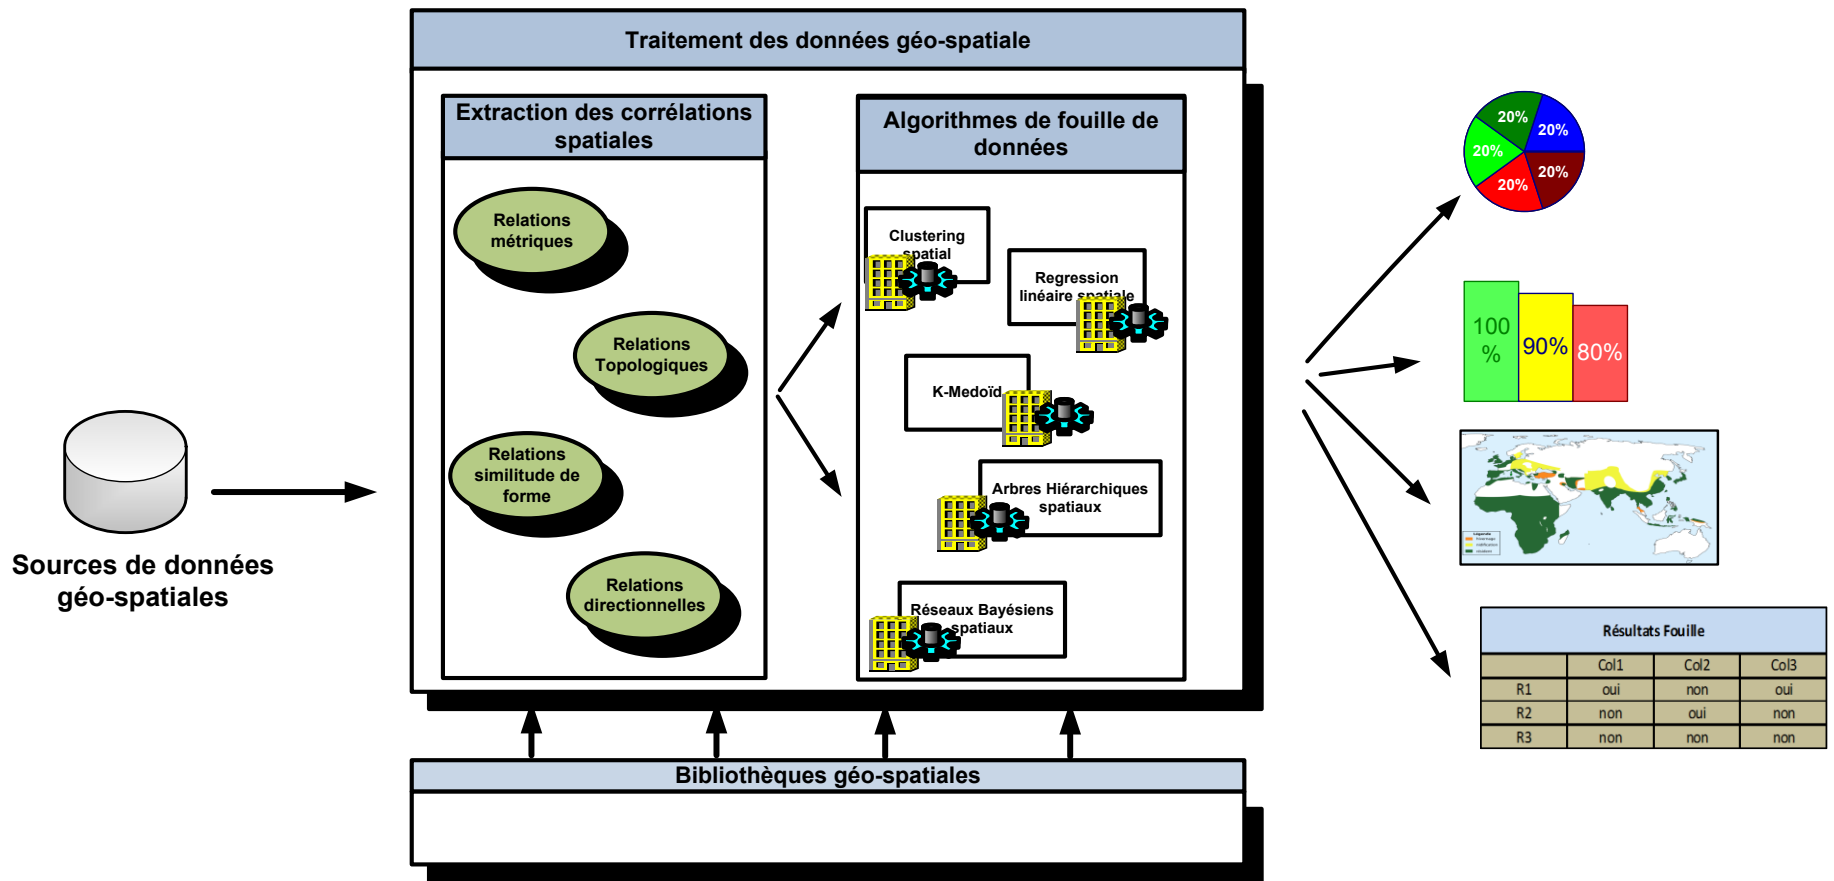 Traitement des données géo-spatiale
Extraction des corrélations
spatiales
Relations
métriques
Relations
Topologiques
Relations
similitude de
forme
Relations
directionnelles
Algorithmes de fouille de
données
Clustering
spatial
Regression
linéaire spatiale
K-Medoïd
Arbres Hiérarchiques
spatiaux
Réseaux Bayésiens
spatiaux
Sources de données
géo-spatiales
Bibliothèques géo-spatiales
20%
20%
20%
20%
20%
100
%
90%
80%
Résultats Fouille
Col1 Col2 Col3
R1 oui non oui
R2 non oui non
R3 non non non